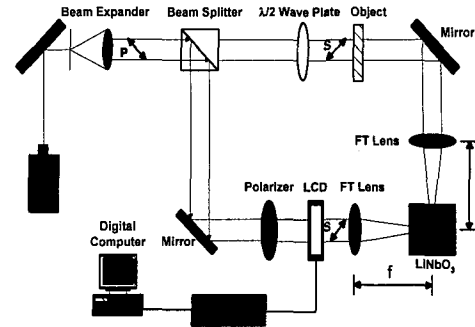 Beam Expander
Beam Splitter
λ/2 Wave Plate
Object
Mirror
P
S
FT Lens
Polarizer
LCD
FT Lens
S
Digital
Computer
Mirror
LiNbO3
f